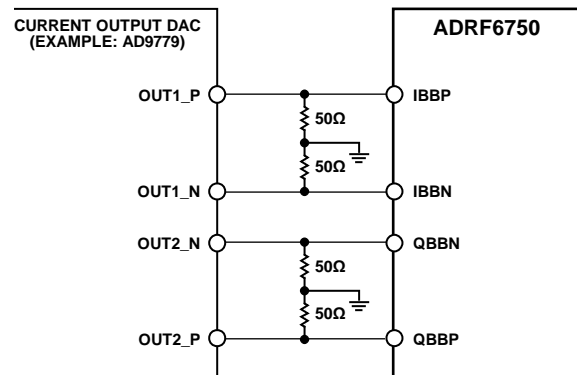 CURRENT OUTPUT DAC
(EXAMPLE: AD9779)
ADRF6750
OUT1_P
IBBP
50Ω
50Ω
OUT1_N
IBBN
OUT2_N
QBBN
50Ω
50Ω
OUT2_P
QBBP